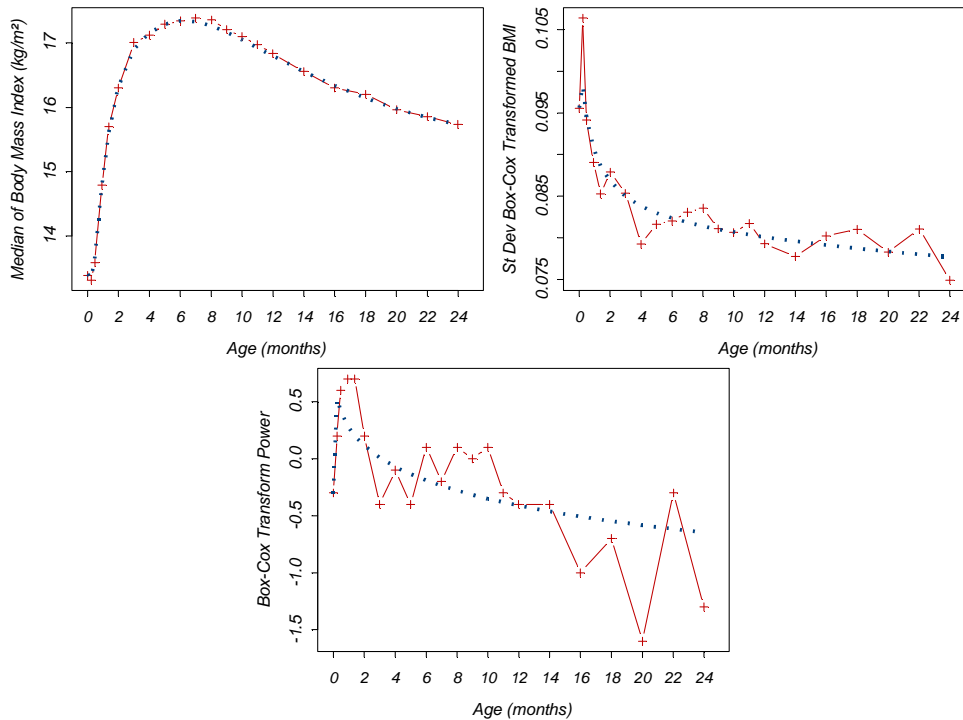 Median of Body Mass Index (kg/m²)
17
16
15
14
0 2 4 6 8 10 12 14 16 18 20 22 24
Age (months)
St Dev Box-Cox Transformed BMI
0.105
0.095
0.085
0.075
0 2 4 6 8 10 12 14 16 18 20 22 24
Age (months)
Box-Cox Transform Power
0.5
0.0
-0.5
-1.0
-1.5
0 2 4 6 8 10 12 14 16 18 20 22 24
Age (months)